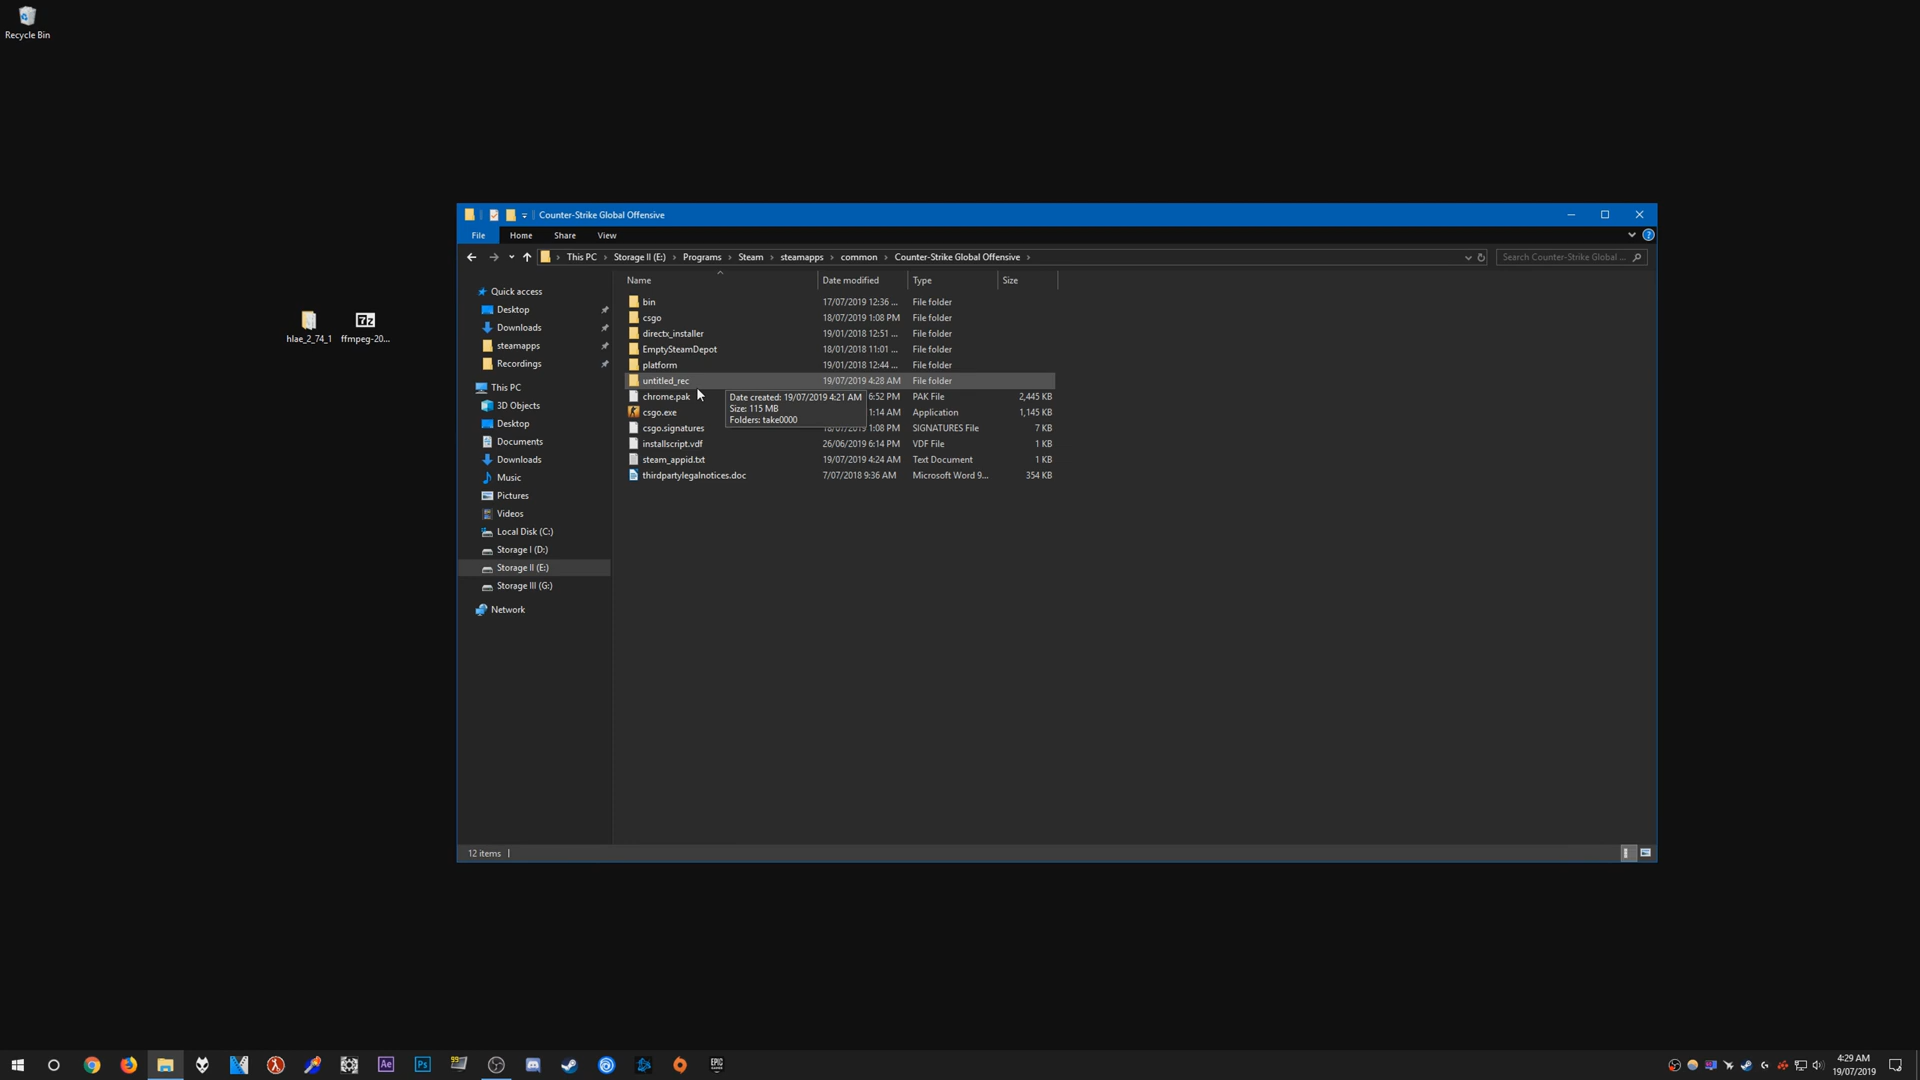 Recycle Bin
hlae_2_74_1
ffmpeg-20...
Counter-Strike Global Offensive
File Home Share View
This PC Storage II (E:) Programs Steam steamapps common Counter-Strike Global Offensive
Search Counter-Strike Global ...
Name Date modified Type Size
Quick access
Desktop
Downloads
steamapps
Recordings
This PC
3D Objects
Desktop
Documents
Downloads
Music
Pictures
Videos
Local Disk (C:)
Storage I (D:)
Storage II (E:)
Storage III (G:)
Network
bin 17/07/2019 12:36 ... File folder
csgo 18/07/2019 1:08 PM File folder
directx_installer 19/01/2018 12:51 ... File folder
EmptySteamDepot 18/01/2018 11:01 ... File folder
platform 19/01/2018 12:44 ... File folder
untitled_rec 19/07/2019 4:28 AM File folder
chrome.pak 6:52 PM PAK File 2,445 KB
csgo.exe 1:14 AM Application 1,145 KB
csgo.signatures 18/07/2019 1:08 PM SIGNATURES File 7 KB
installscript.vdf 26/06/2019 6:14 PM VDF File 1 KB
steam_appid.txt 19/07/2019 4:24 AM Text Document 1 KB
thirdpartylegalnotices.doc 7/07/2018 9:36 AM Microsoft Word 9... 354 KB
Date created: 19/07/2019 4:21 AM
Size: 115 MB
Folders: take0000
12 items
7z
Ae
Ps
99
EPIC
4:29 AM
19/07/2019